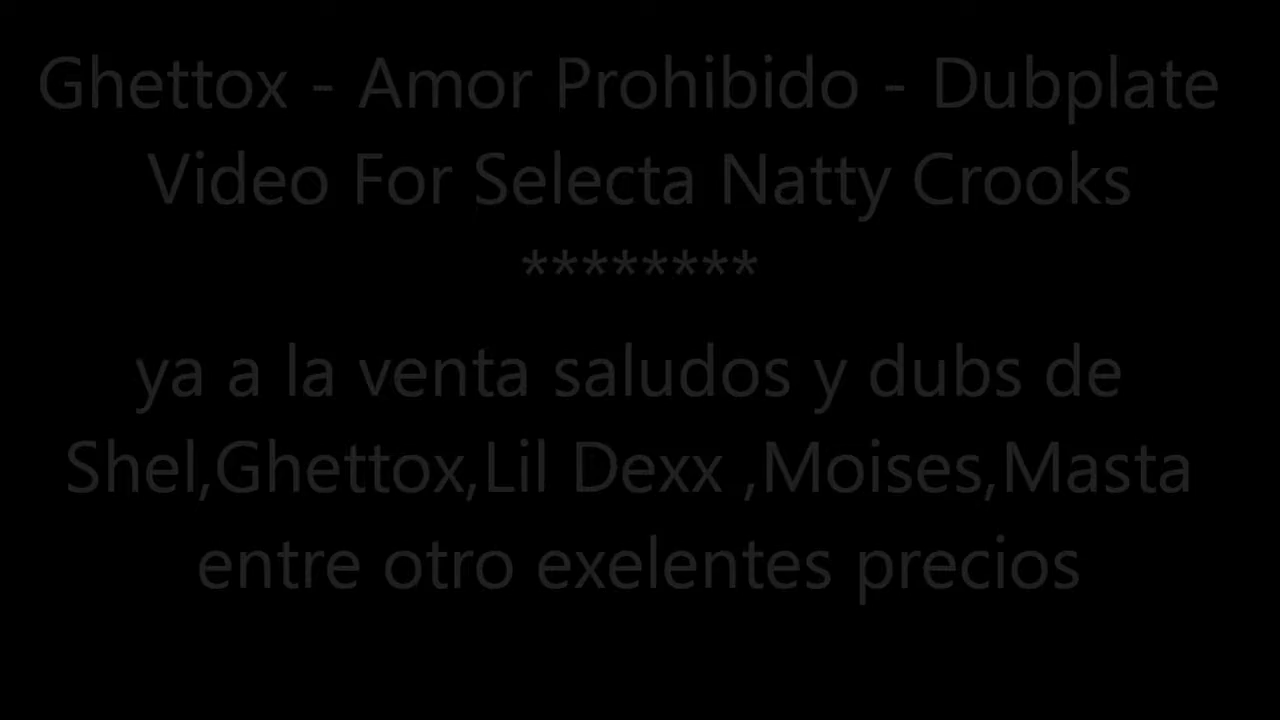 Ghettox - Amor Prohibido - Dubplate
Video For Selecta Natty Crooks
********
ya a la venta saludos y dubs de
Shel,Ghettox,Lil Dexx ,Moises,Masta
entre otro exelentes precios